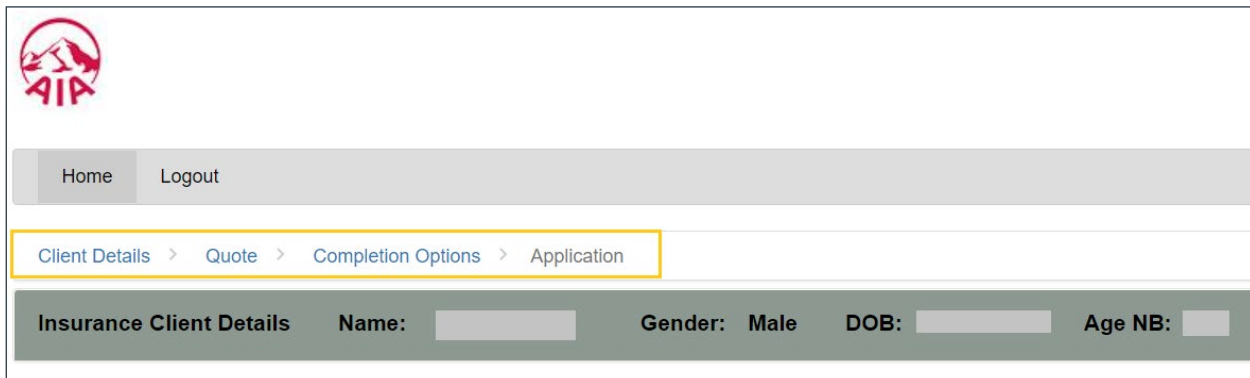 AIA
Home Logout
Client Details > Quote > Completion Options > Application
Insurance Client Details Name: Gender: Male DOB: Age NB: